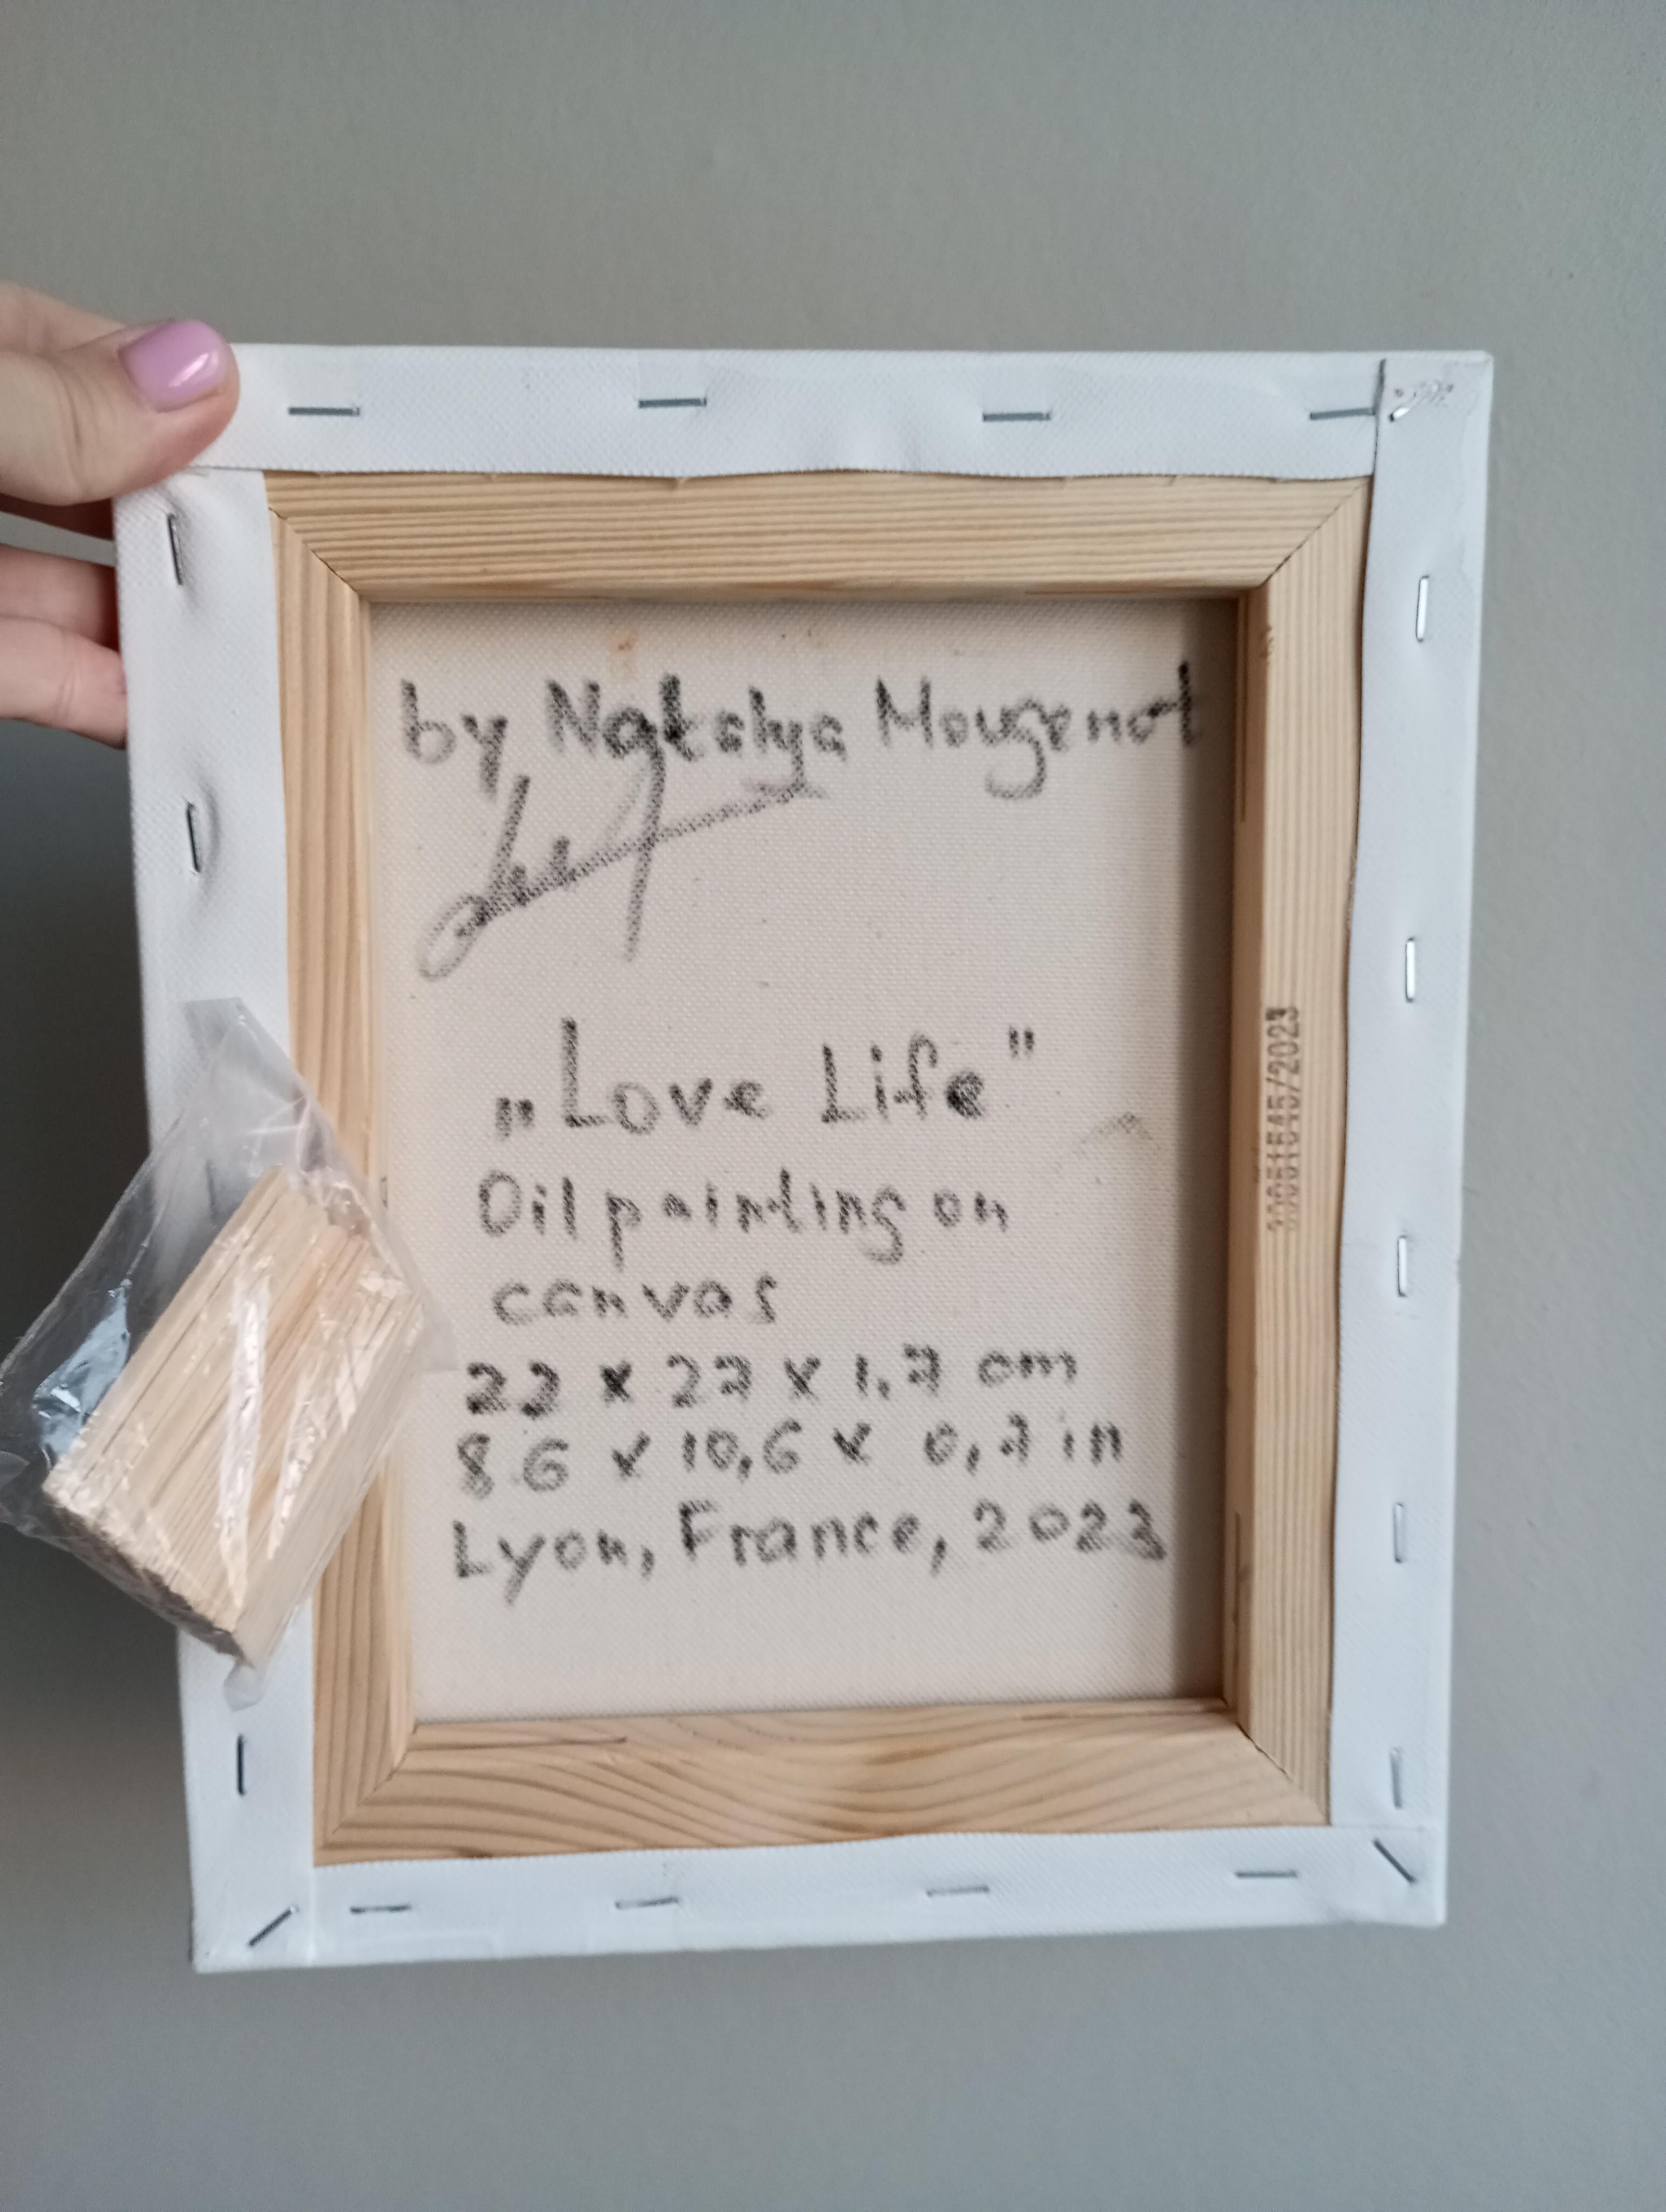 by Natalya Mougenot
„Love Life"
Oil painting on
canvas
22 x 27 x 1,7 cm
8.6 x 10,6 x 0,7 in
Lyon, France, 2023